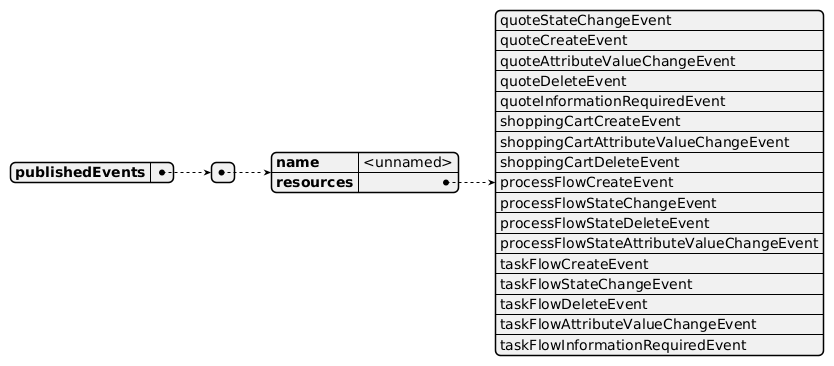 publishedEvents
name <unnamed>
resources
quoteStateChangeEvent
quoteCreateEvent
quoteAttributeValueChangeEvent
quoteDeleteEvent
quoteInformationRequiredEvent
shoppingCartCreateEvent
shoppingCartAttributeValueChangeEvent
shoppingCartDeleteEvent
processFlowCreateEvent
processFlowStateChangeEvent
processFlowStateDeleteEvent
processFlowStateAttributeValueChangeEvent
taskFlowCreateEvent
taskFlowStateChangeEvent
taskFlowDeleteEvent
taskFlowAttributeValueChangeEvent
taskFlowInformationRequiredEvent